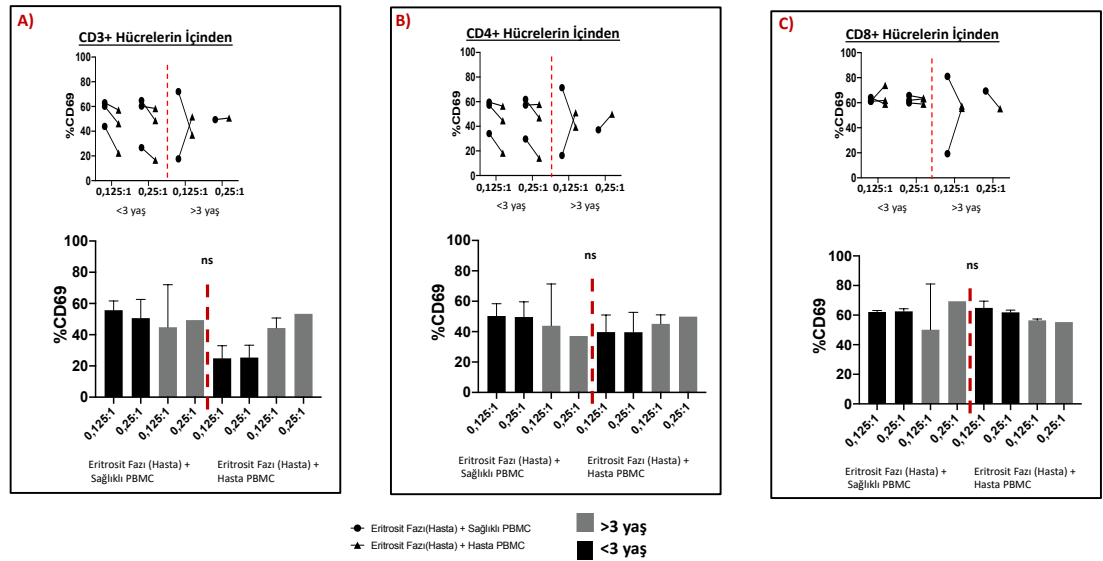 A)
CD3+ Hücrelerin İçinden
%CD69
100
80
60
40
20
0
0,125:1 0,25:1 0,125:1 0,25:1
<3 yaş >3 yaş
ns
%CD69
100
80
60
40
20
0
0,125:1 0,25:1 0,125:1 0,25:1 0,125:1 0,25:1 0,125:1 0,25:1
Eritrosit Fazı (Hasta) + Eritrosit Fazı (Hasta) +
Sağlıklı PBMC Hasta PBMC
B)
CD4+ Hücrelerin İçinden
%CD69
100
80
60
40
20
0
0,125:1 0,25:1 0,125:1 0,25:1
<3 yaş >3 yaş
ns
%CD69
100
80
60
40
20
0
0,125:1 0,25:1 0,125:1 0,25:1 0,125:1 0,25:1 0,125:1 0,25:1
Eritrosit Fazı (Hasta) + Eritrosit Fazı (Hasta) +
Sağlıklı PBMC Hasta PBMC
C)
CD8+ Hücrelerin İçinden
%CD69
100
80
60
40
20
0
0,125:1 0,25:1 0,125:1 0,25:1
<3 yaş >3 yaş
ns
%CD69
100
80
60
40
20
0
0,125:1 0,25:1 0,125:1 0,25:1 0,125:1 0,25:1 0,125:1 0,25:1
Eritrosit Fazı (Hasta) + Eritrosit Fazı (Hasta) +
Sağlıklı PBMC Hasta PBMC
Eritrosit Fazı(Hasta) + Sağlıklı PBMC
Eritrosit Fazı(Hasta) + Hasta PBMC
>3 yaş
<3 yaş